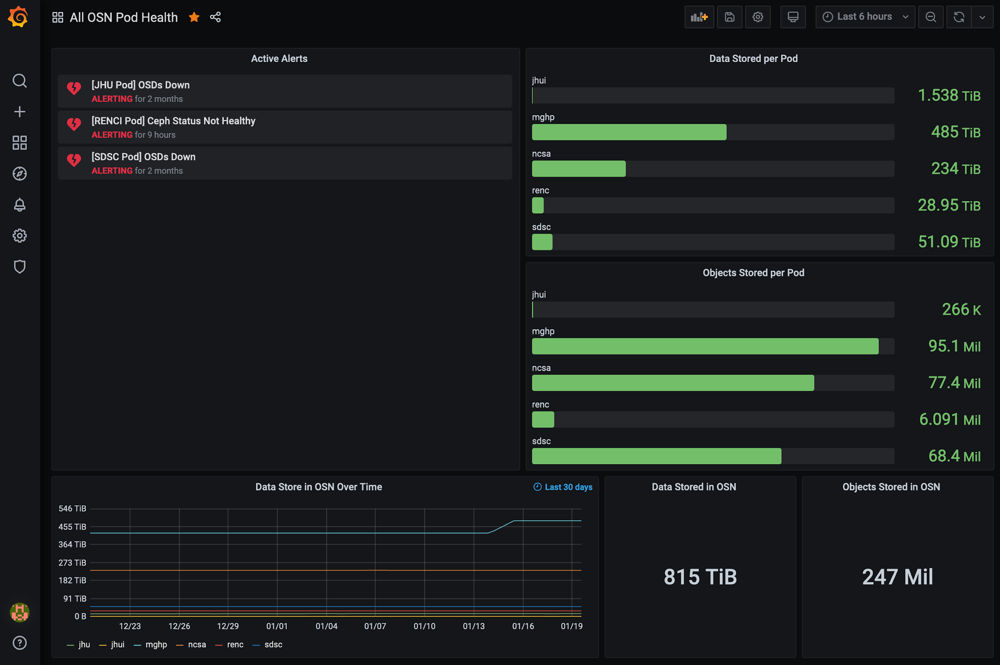 All OSN Pod Health
Last 6 hours
Active Alerts
[JHU Pod] OSDs Down
ALERTING for 2 months
[RENCI Pod] Ceph Status Not Healthy
ALERTING for 9 hours
[SDSC Pod] OSDs Down
ALERTING for 2 months
Data Stored per Pod
jhui
1.538 TiB
mghp
485 TiB
ncsa
234 TiB
renc
28.95 TiB
sdsc
51.09 TiB
Objects Stored per Pod
jhui
266 K
mghp
95.1 Mil
ncsa
77.4 Mil
renc
6.091 Mil
sdsc
68.4 Mil
Data Store in OSN Over Time
Last 30 days
546 TiB
455 TiB
364 TiB
273 TiB
182 TiB
91 TiB
0 B
12/23 12/26 12/29 01/01 01/04 01/07 01/10 01/13 01/16 01/19
jhu jhui mghp ncsa renc sdsc
Data Stored in OSN
815 TiB
Objects Stored in OSN
247 Mil